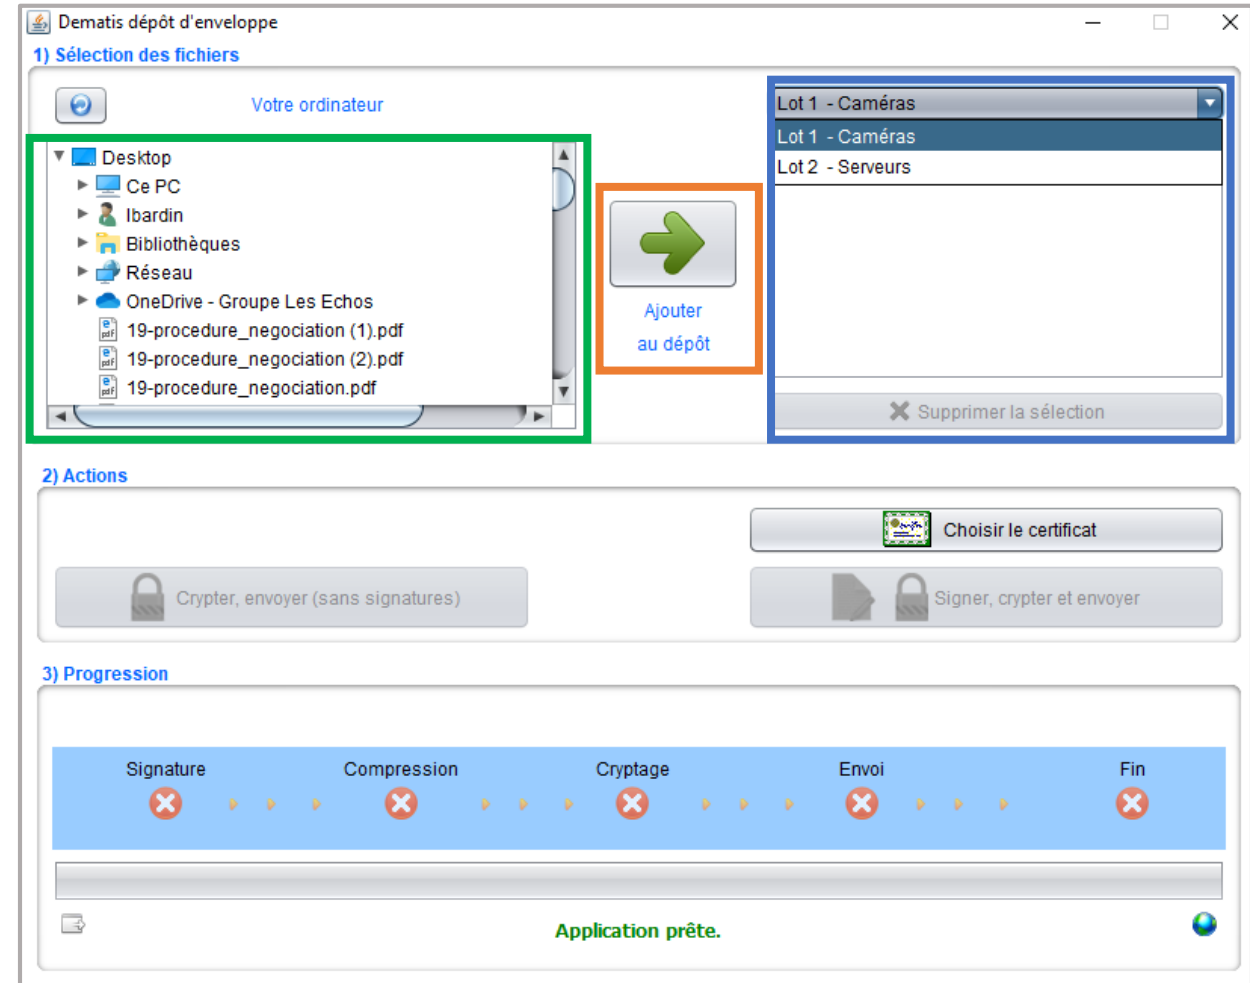 Dematis dépôt d'enveloppe
1) Sélection des fichiers
Votre ordinateur
Desktop
Ce PC
Ibardin
Bibliothèques
Réseau
OneDrive - Groupe Les Echos
19-procedure_negociation (1).pdf
19-procedure_negociation (2).pdf
19-procedure_negociation.pdf
Ajouter
au dépôt
Lot 1 - Caméras
Lot 1 - Caméras
Lot 2 - Serveurs
Supprimer la sélection
2) Actions
Choisir le certificat
Crypter, envoyer (sans signatures)
Signer, crypter et envoyer
3) Progression
Signature
Compression
Cryptage
Envoi
Fin
Application prête.